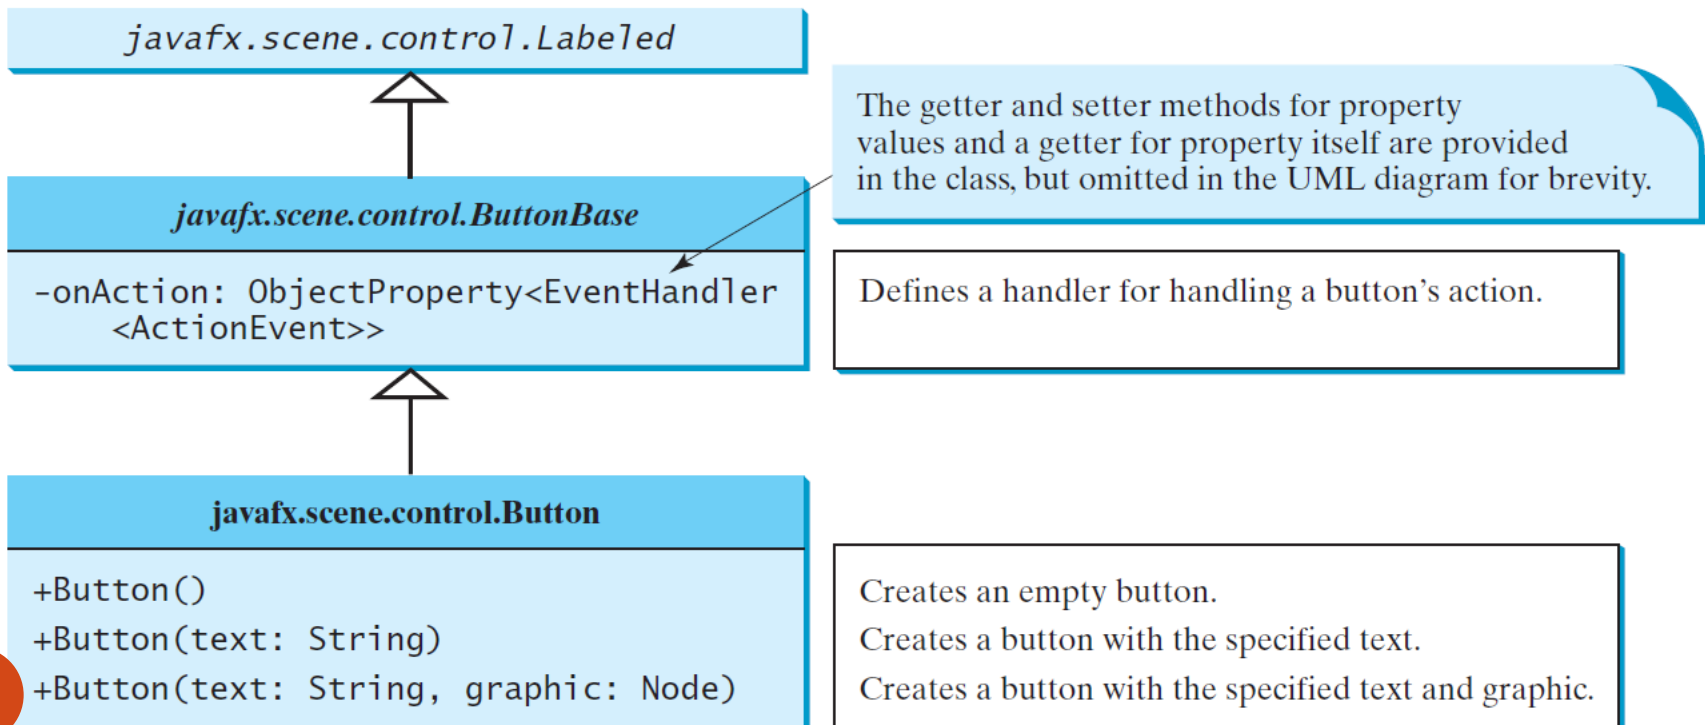 javafx.scene.control.Labeled
The getter and setter methods for property
values and a getter for property itself are provided
in the class, but omitted in the UML diagram for brevity.
javafx.scene.control.ButtonBase
-onAction: ObjectProperty<EventHandler
<ActionEvent>>
Defines a handler for handling a button’s action.
javafx.scene.control.Button
+Button()
Creates an empty button.
+Button(text: String)
Creates a button with the specified text.
+Button(text: String, graphic: Node)
Creates a button with the specified text and graphic.